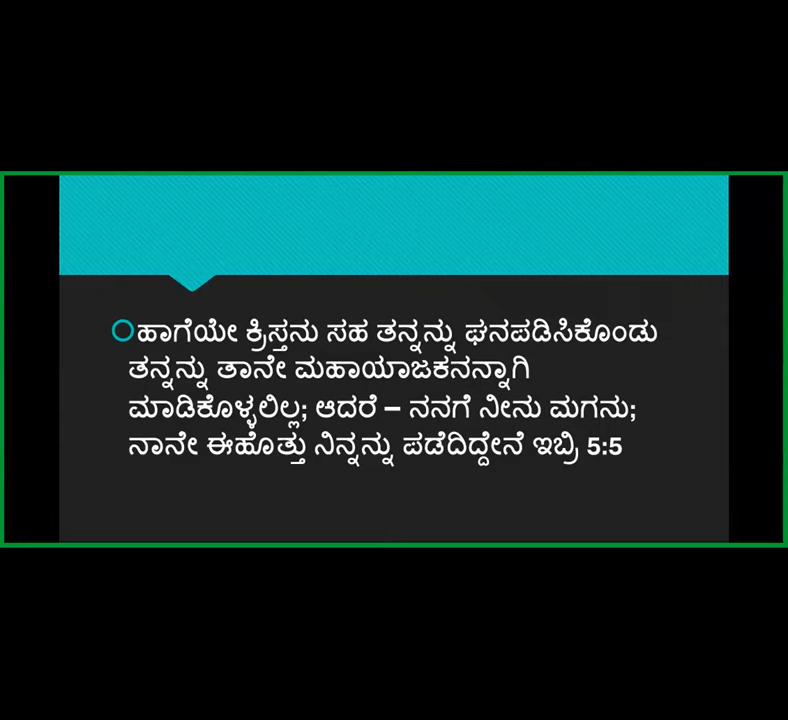 ಹಾಗೆಯೇ ಕ್ರಿಸ್ತನು ಸಹ ತನ್ನನ್ನು ಘನಪಡಿಸಿಕೊಂಡು
ತನ್ನನ್ನು ತಾನೇ ಮಹಾಯಾಜಕನನ್ನಾಗಿ
ಮಾಡಿಕೊಳ್ಳಲಿಲ್ಲ; ಆದರೆ – ನನಗೆ ನೀನು ಮಗನು;
ನಾನೇ ಈಹೊತ್ತು ನಿನ್ನನ್ನು ಪಡೆದಿದ್ದೇನೆ ಇಬ್ರಿ 5:5